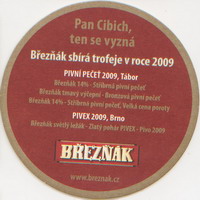 Pan Cibich,
ten se vyzná
Březňák sbírá trofeje v roce 2009
PIVNÍ PEČEŤ 2009, Tábor
Březňák 14% - Stříbrná pivní pečeť
Březňák tmavý výčepní - Bronzová pivní pečeť
Březňák 14% - Stříbrná pivní pečeť, Velká cena poroty
PIVEX 2009, Brno
Březňák světlý ležák - Zlatý pohár PIVEX - Pivo 2009
BŘEZŇÁK
www.breznak.cz